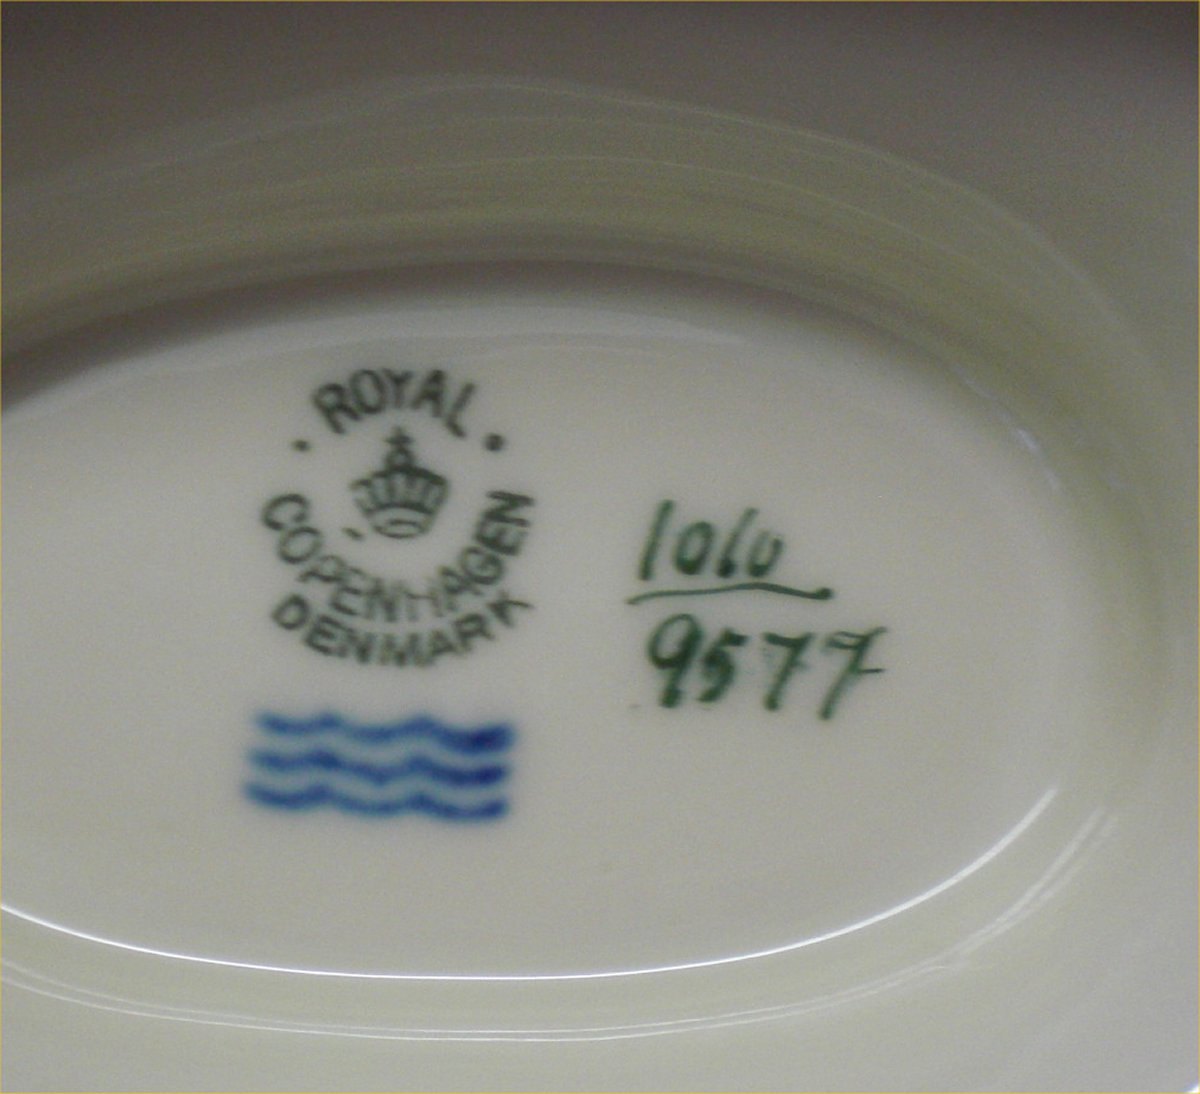 ROYAL
COPENHAGEN
DENMARK
1010
9577